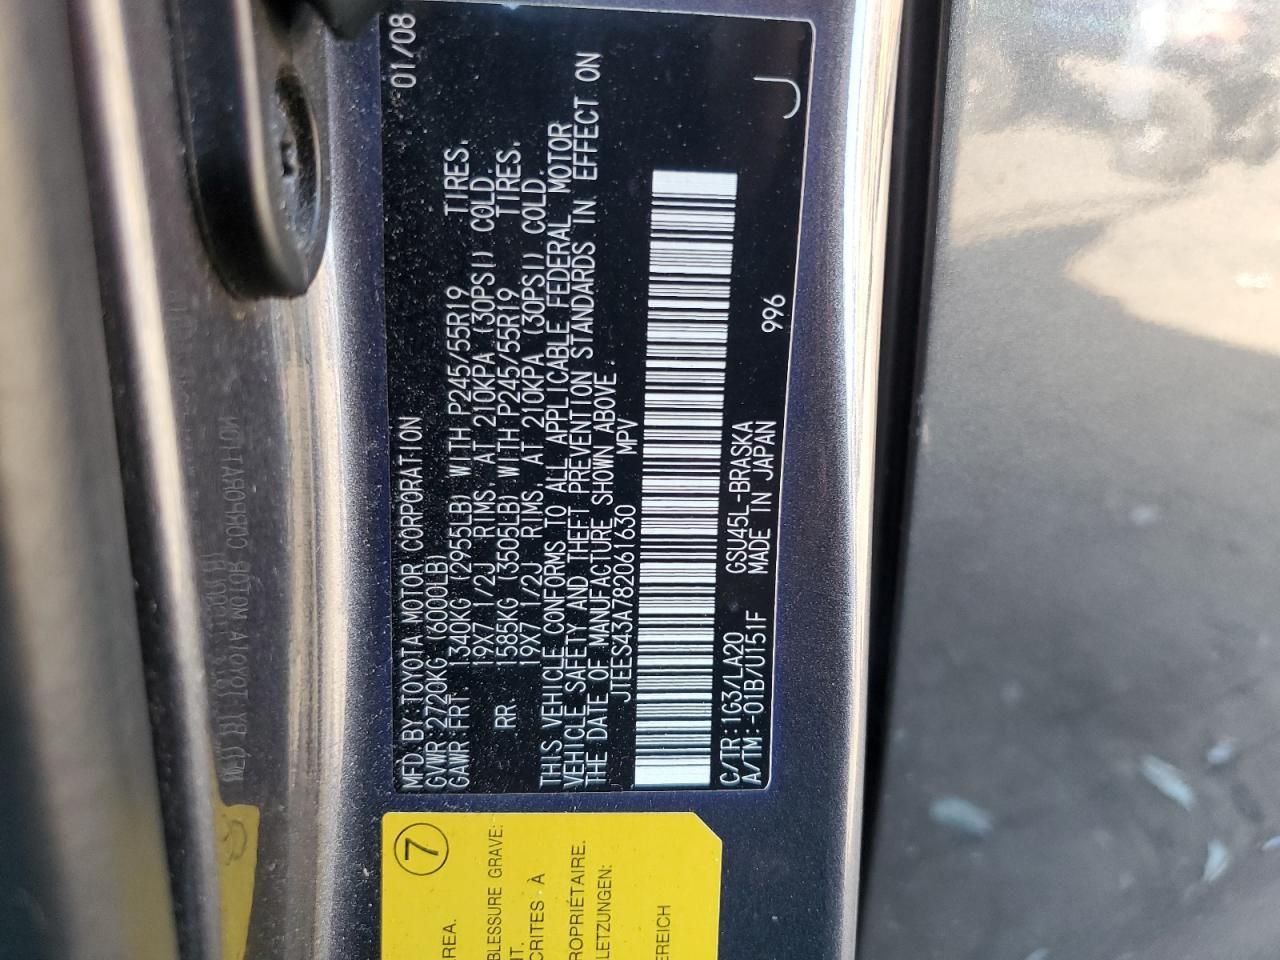 MFD.BY:TOYOTA MOTOR CORPORATION 01/08
GVWR:2720KG(6000LB)
GAWR FRT. 1340KG (2955LB) WITH P245/55R19 TIRES,
19X7 1/2J RIMS, AT 210KPA (30PSI) COLD.
RR. 1585KG (3505LB) WITH P245/55R19 TIRES,
19X7 1/2J RIMS, AT 210KPA (30PSI) COLD.
THIS VEHICLE CONFORMS TO ALL APPLICABLE FEDERAL MOTOR
VEHICLE SAFETY AND THEFT PREVENTION STANDARDS IN EFFECT ON
THE DATE OF MANUFACTURE SHOWN ABOVE.
JTEES43A782061630 MPV
C/TR:1G3/LA20 GSU45L-BRASKA 996
A/TM:-01B/U151F MADE IN JAPAN
J
7
REA.
BLESSURE GRAVE:
NT.
CRITES À
ROPRIÉTAIRE.
LETZUNGEN:
EREICH